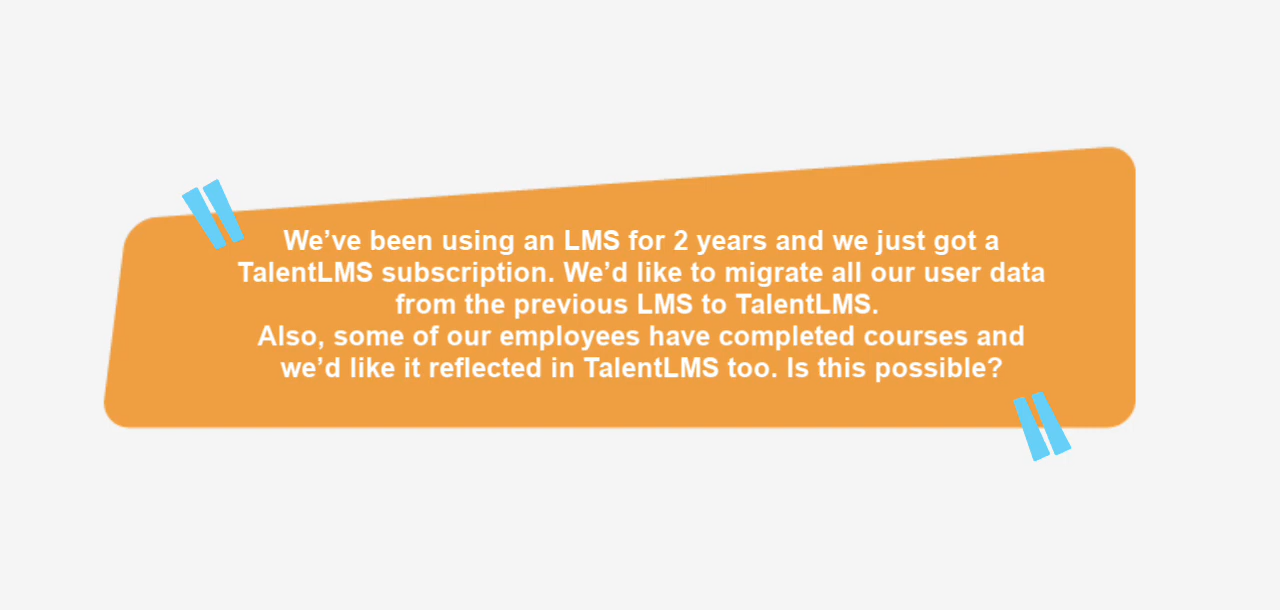 We’ve been using an LMS for 2 years and we just got a
TalentLMS subscription. We’d like to migrate all our user data
from the previous LMS to TalentLMS.
Also, some of our employees have completed courses and
we’d like it reflected in TalentLMS too. Is this possible?